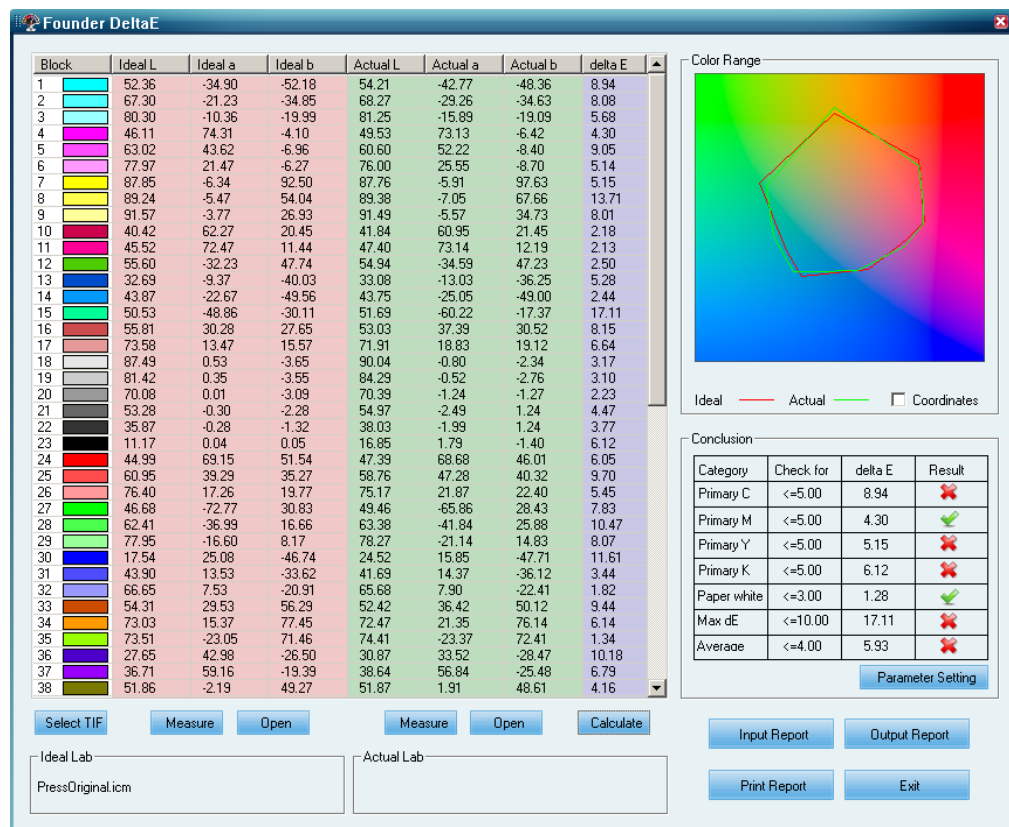 Founder DeltaE
Block Ideal L Ideal a Ideal b Actual L Actual a Actual b delta E
1 52.36 -34.90 -52.18 54.21 -42.77 -48.36 8.94
2 67.30 -21.23 -34.85 68.27 -29.26 -34.63 8.08
3 80.30 -10.36 -19.99 81.25 -15.89 -19.09 5.68
4 46.11 74.31 -4.10 49.53 73.13 -6.42 4.30
5 63.02 43.62 -6.96 60.60 52.22 -8.40 9.05
6 77.97 21.47 -6.27 76.00 25.55 -8.70 5.14
7 87.85 -6.34 92.50 87.76 -5.91 97.63 5.15
8 89.24 -5.47 54.04 89.38 -7.05 67.66 13.71
9 91.57 -3.77 26.93 91.49 -5.57 34.73 8.01
10 40.42 62.27 20.45 41.84 60.95 21.45 2.18
11 45.52 72.47 11.44 47.40 73.14 12.19 2.13
12 55.60 -32.23 47.74 54.94 -34.59 47.23 2.50
13 32.69 -9.37 -40.03 33.08 -13.03 -36.25 5.28
14 43.87 -22.67 -49.56 43.75 -25.05 -49.00 2.44
15 50.53 -48.86 -30.11 51.69 -60.22 -17.37 17.11
16 55.81 30.28 27.65 53.03 37.39 30.52 8.15
17 73.58 13.47 15.57 71.91 18.83 19.12 6.64
18 87.49 0.53 -3.65 90.04 -0.80 -2.34 3.17
19 81.42 0.35 -3.55 84.29 -0.52 -2.76 3.10
20 70.08 0.01 -3.09 70.39 -1.24 -1.27 2.23
21 53.28 -0.30 -2.28 54.97 -2.49 1.24 4.47
22 35.87 -0.28 -1.32 38.03 -1.99 1.24 3.77
23 11.17 0.04 0.05 16.85 1.79 -1.40 6.12
24 44.99 69.15 51.54 47.39 68.68 46.01 6.05
25 60.95 39.29 35.27 58.76 47.28 40.32 9.70
26 76.40 17.26 19.77 75.17 21.87 22.40 5.45
27 46.68 -72.77 30.83 49.46 -65.86 28.43 7.83
28 62.41 -36.99 16.66 63.38 -41.84 25.88 10.47
29 77.95 -16.60 8.17 78.27 -21.14 14.83 8.07
30 17.54 25.08 -46.74 24.52 15.85 -47.71 11.61
31 43.90 13.53 -33.62 41.69 14.37 -36.12 3.44
32 66.65 7.53 -20.91 65.68 7.90 -22.41 1.82
33 54.31 29.53 56.29 52.42 36.42 50.12 9.44
34 73.03 15.37 77.45 72.47 21.35 76.14 6.14
35 73.51 -23.05 71.46 74.41 -23.37 72.41 1.34
36 27.65 42.98 -26.50 30.87 33.52 -28.47 10.18
37 36.71 59.16 -19.39 38.64 56.84 -25.48 6.79
38 51.86 -2.19 49.27 51.87 1.91 48.61 4.16
Select TIF Measure Open Measure Open Calculate
Ideal Lab
PressOriginal.icm
Actual Lab
Color Range
Ideal Actual Coordinates
Conclusion
Category Check for delta E Result
Primary C <=5.00 8.94
Primary M <=5.00 4.30
Primary Y <=5.00 5.15
Primary K <=5.00 6.12
Paper white <=3.00 1.28
Max dE <=10.00 17.11
Average <=4.00 5.93
Parameter Setting
Input Report Output Report
Print Report Exit